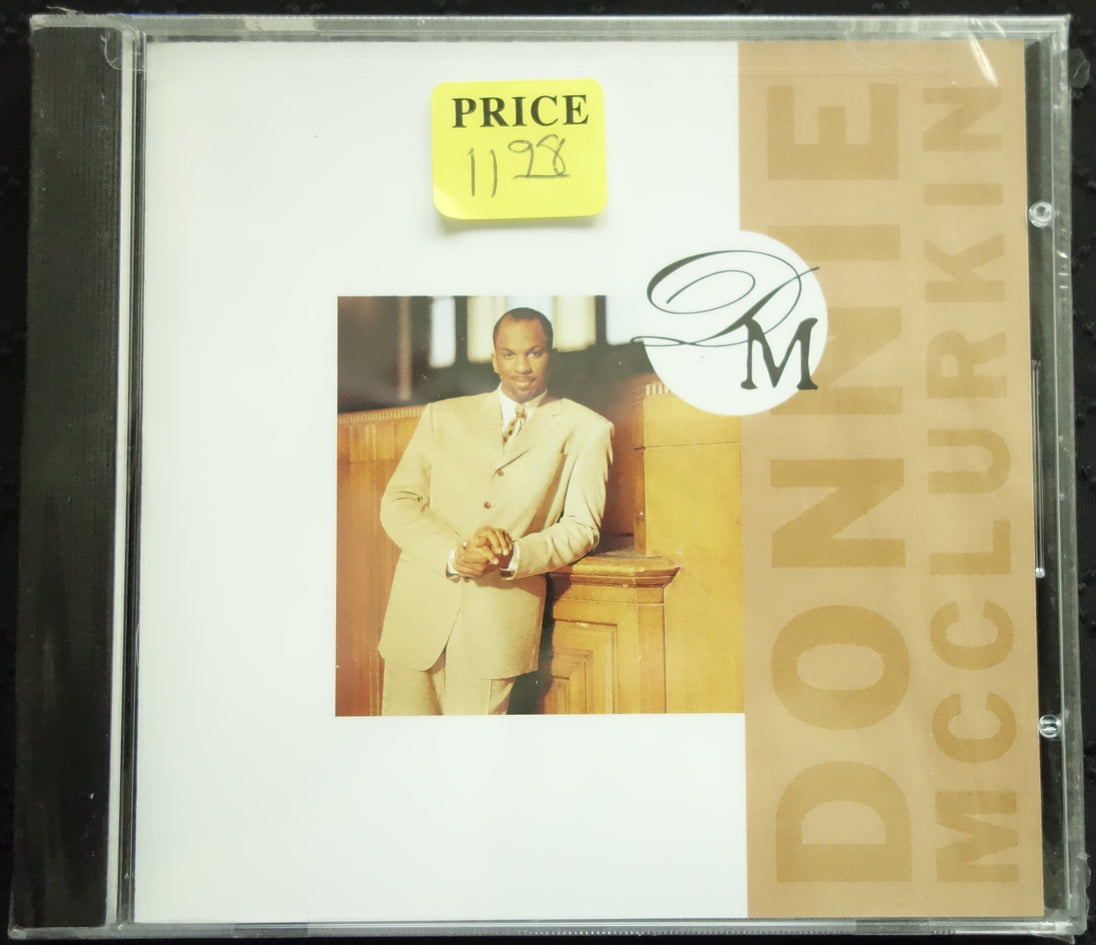 PRICE
11 98
DM
DONNIE
MCCLURKIN